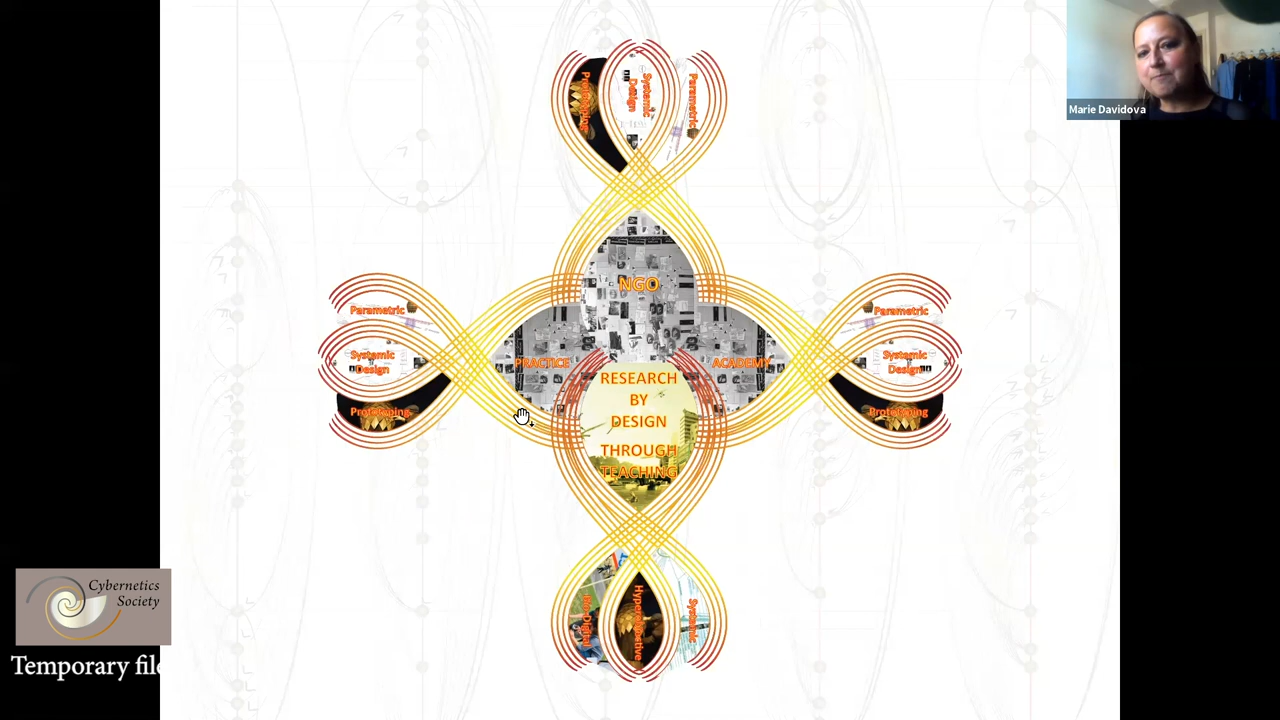 Marie Davidova
Prototyping
Systemic
Design
Parametric
NGO
PRACTICE
ACADEMY
RESEARCH
BY
DESIGN
THROUGH
TEACHING
Parametric
Systemic
Design
Prototyping
Parametric
Systemic
Design
Prototyping
Systemic
Cybernetics
Society
Temporary file